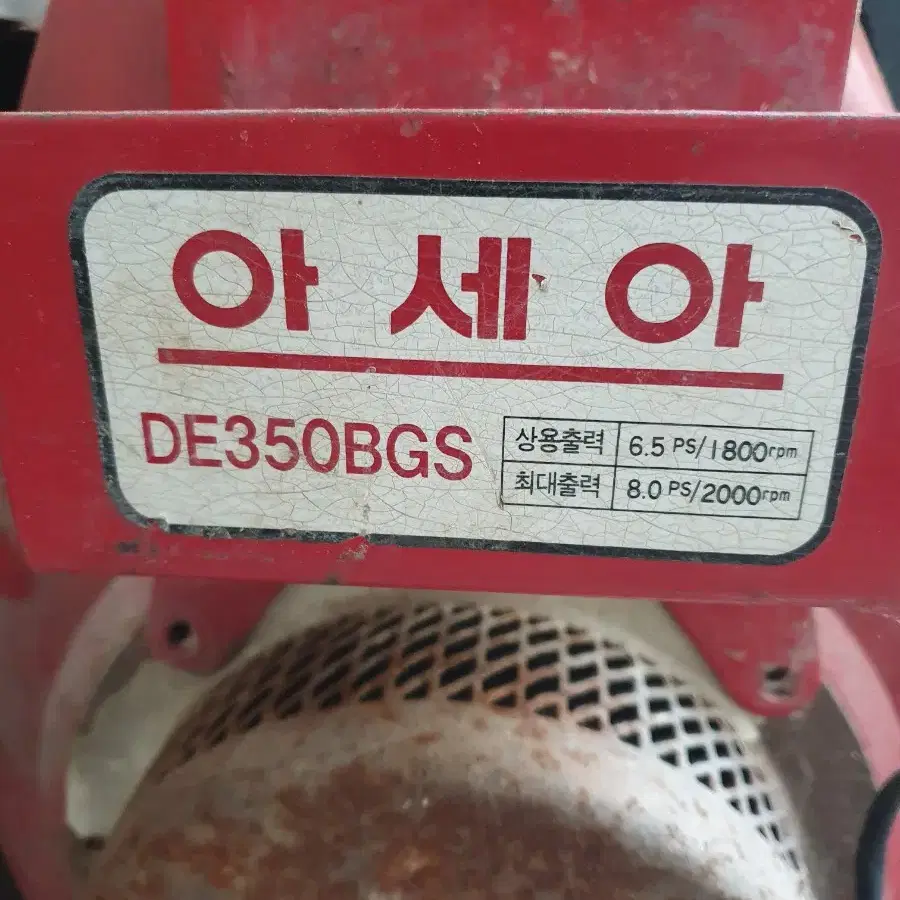 아세아
DE350BGS
상용출력 6.5 PS/1800rpm
최대출력 8.0 PS/2000rpm